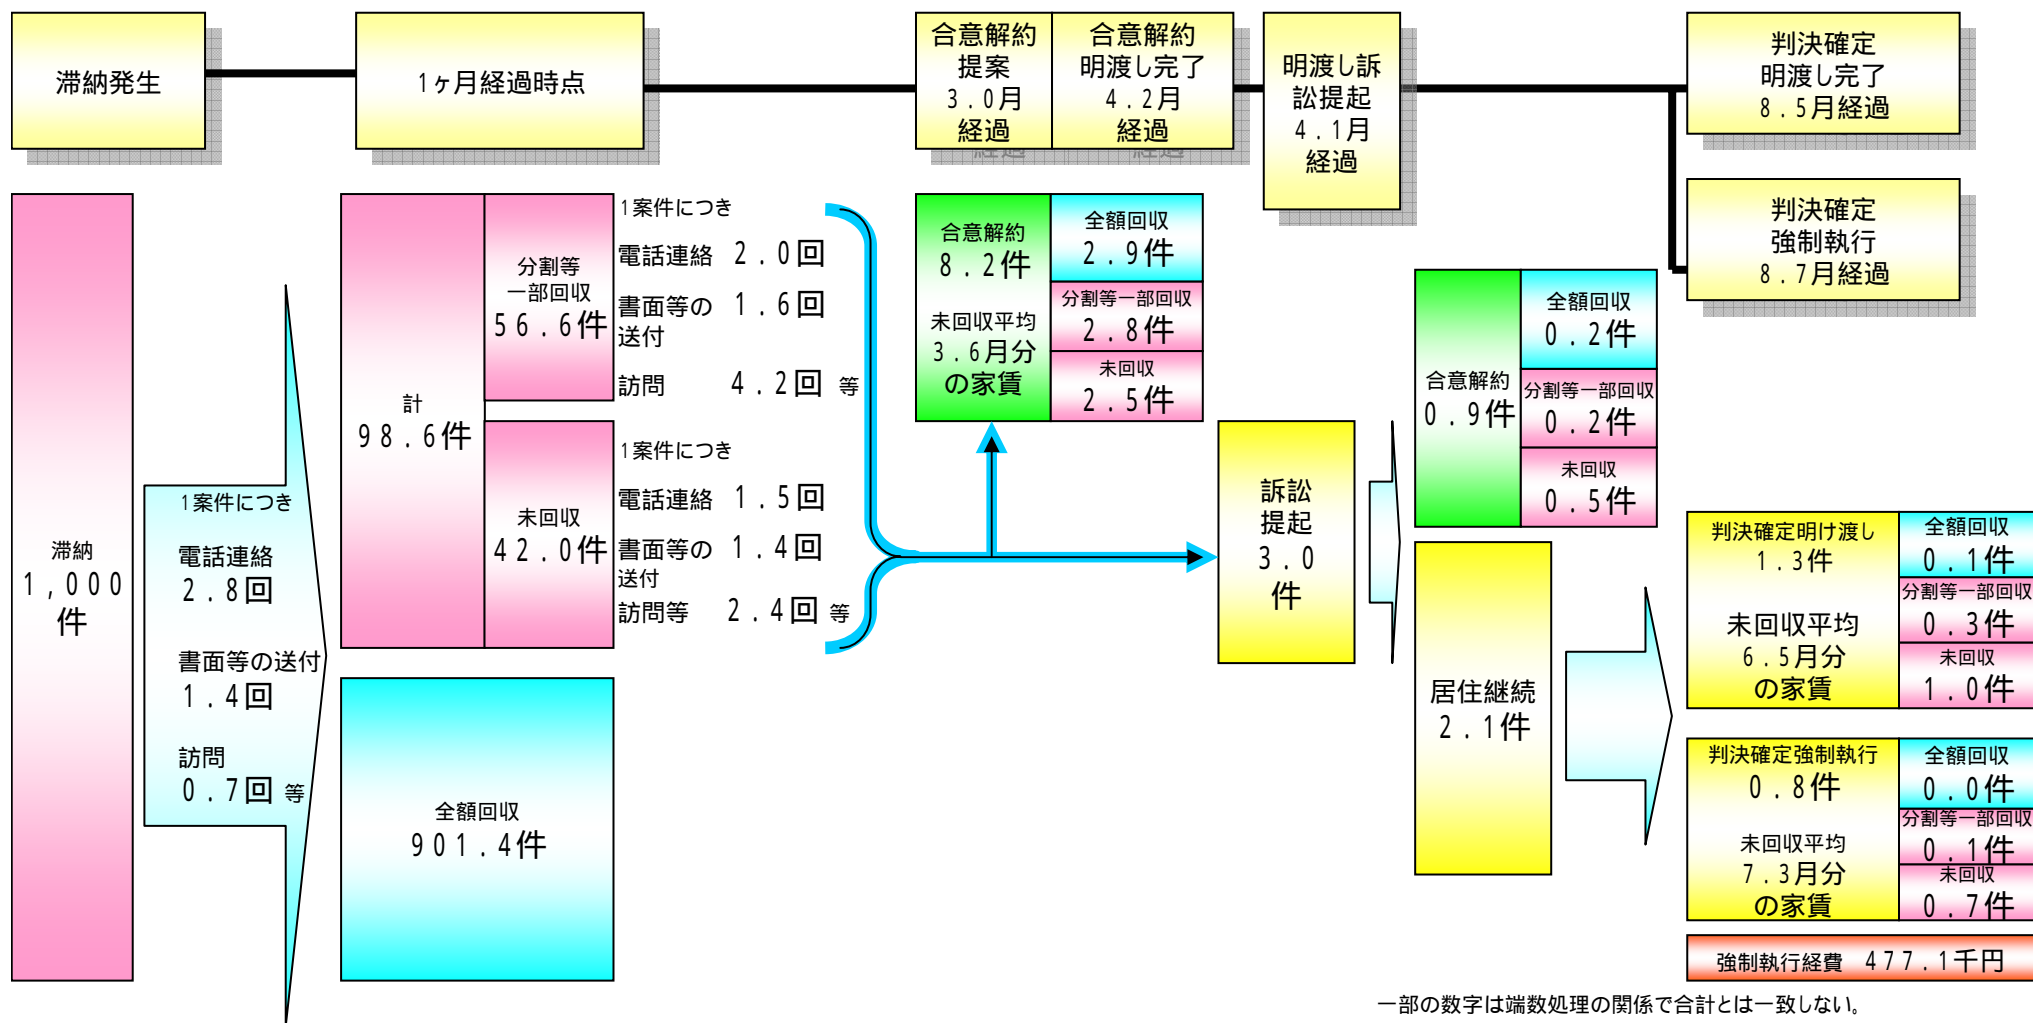 滞納発生
1ヶ月経過時点
合意解約
提案
3.0月
経過
合意解約
明渡し完了
4.2月
経過
明渡し訴
訟提起
4.1月
経過
判決確定
明渡し完了
8.5月経過
判決確定
強制執行
8.7月経過
滞納
1,000
件
1案件につき
電話連絡
2.8回
書面等の送付
1.4回
訪問
0.7回 等
計
98.6件
分割等
一部回収
56.6件
未回収
42.0件
全額回収
901.4件
1案件につき
電話連絡 2.0回
書面等の 1.6回
送付
訪問 4.2回 等
1案件につき
電話連絡 1.5回
書面等の 1.4回
送付
訪問等 2.4回 等
合意解約
8.2件
未回収平均
3.6月分
の家賃
全額回収
2.9件
分割等一部回収
2.8件
未回収
2.5件
訴訟
提起
3.0
件
合意解約
0.9件
全額回収
0.2件
分割等一部回収
0.2件
未回収
0.5件
居住継続
2.1件
判決確定明け渡し
1.3件
未回収平均
6.5月分
の家賃
全額回収
0.1件
分割等一部回収
0.3件
未回収
1.0件
判決確定強制執行
0.8件
未回収平均
7.3月分
の家賃
全額回収
0.0件
分割等一部回収
0.1件
未回収
0.7件
強制執行経費 477.1千円
一部の数字は端数処理の関係で合計とは一致しない。